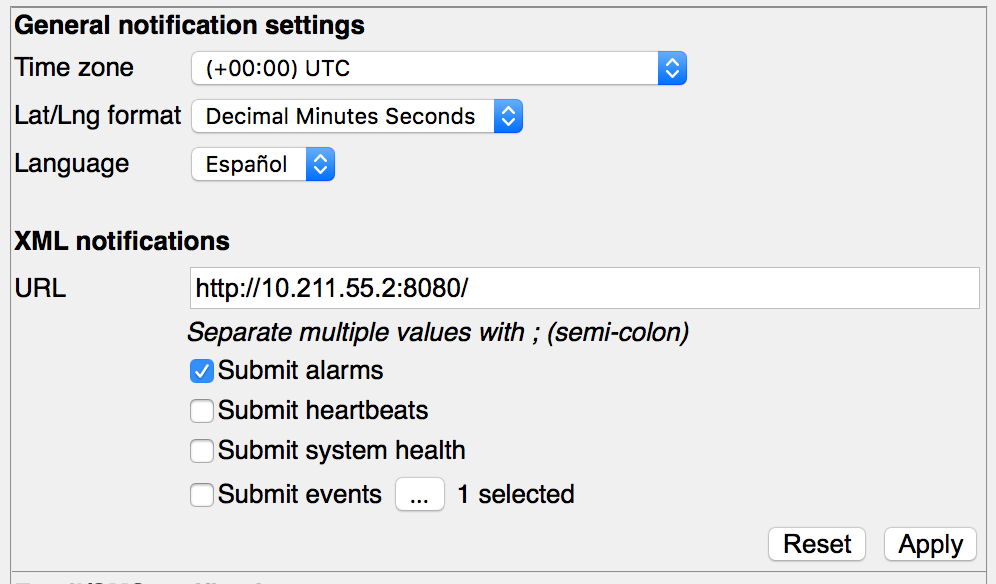 General notification settings
Time zone (+00:00) UTC
Lat/Lng format Decimal Minutes Seconds
Language Español
XML notifications
URL http://10.211.55.2:8080/
Separate multiple values with ; (semi-colon)
Submit alarms
Submit heartbeats
Submit system health
Submit events ... 1 selected
Reset Apply